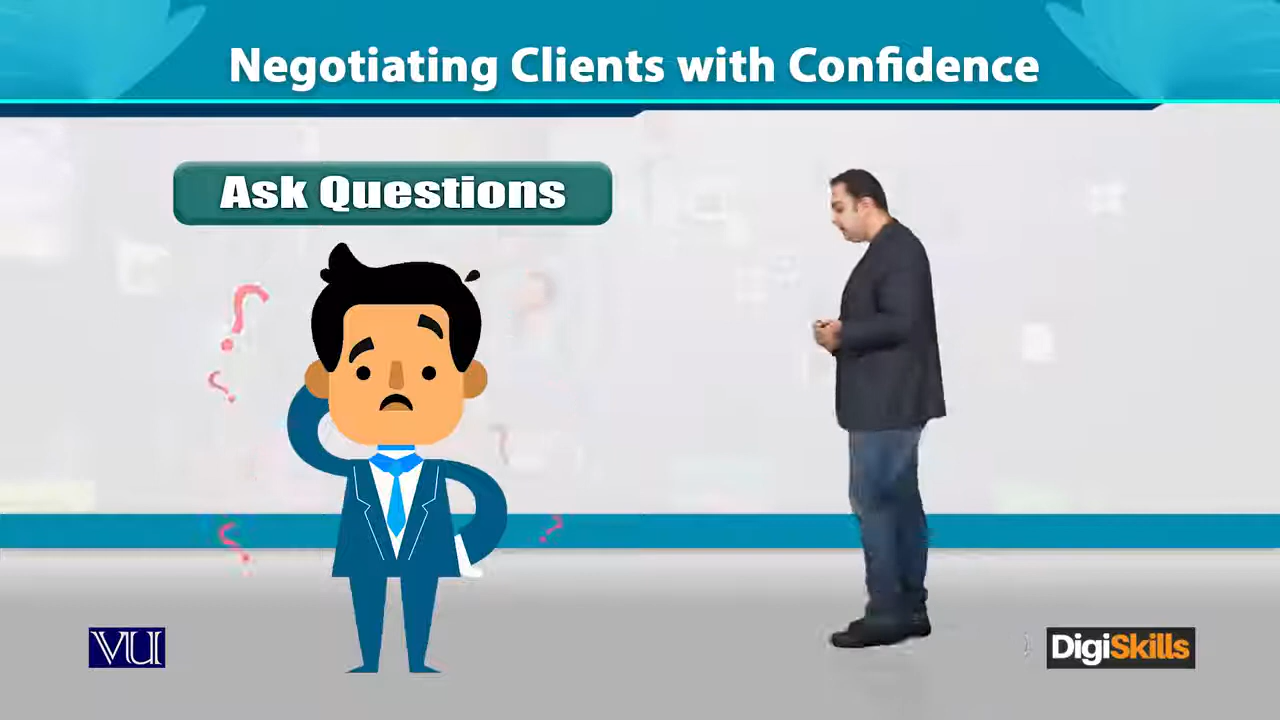 Negotiating Clients with Confidence
Ask Questions
VU
DigiSkills